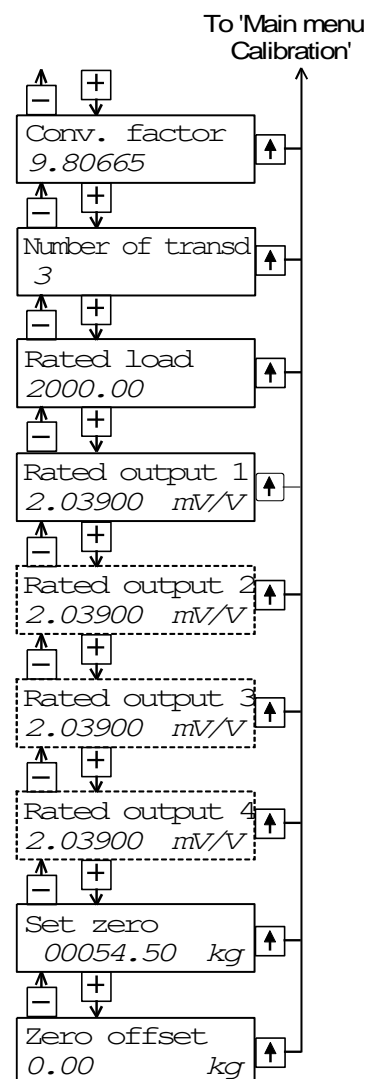 To 'Main menu
Calibration'
+
−
Conv. factor
9.80665
+
−
Number of transd
3
+
−
Rated load
2000.00
+
−
Rated output 1
2.03900 mV/V
+
−
Rated output 2
2.03900 mV/V
+
−
Rated output 3
2.03900 mV/V
+
−
Rated output 4
2.03900 mV/V
+
−
Set zero
00054.50 kg
+
−
Zero offset
0.00 kg